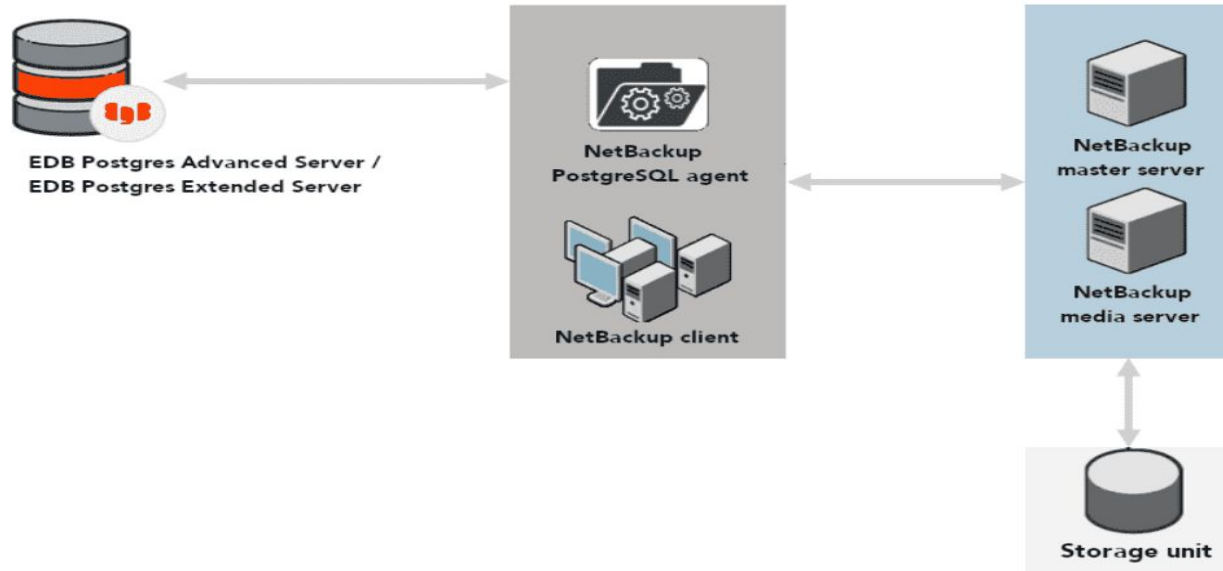 EDB Postgres Advanced Server /
EDB Postgres Extended Server
NetBackup
PostgreSQL agent
NetBackup client
NetBackup
master server
NetBackup
media server
Storage unit